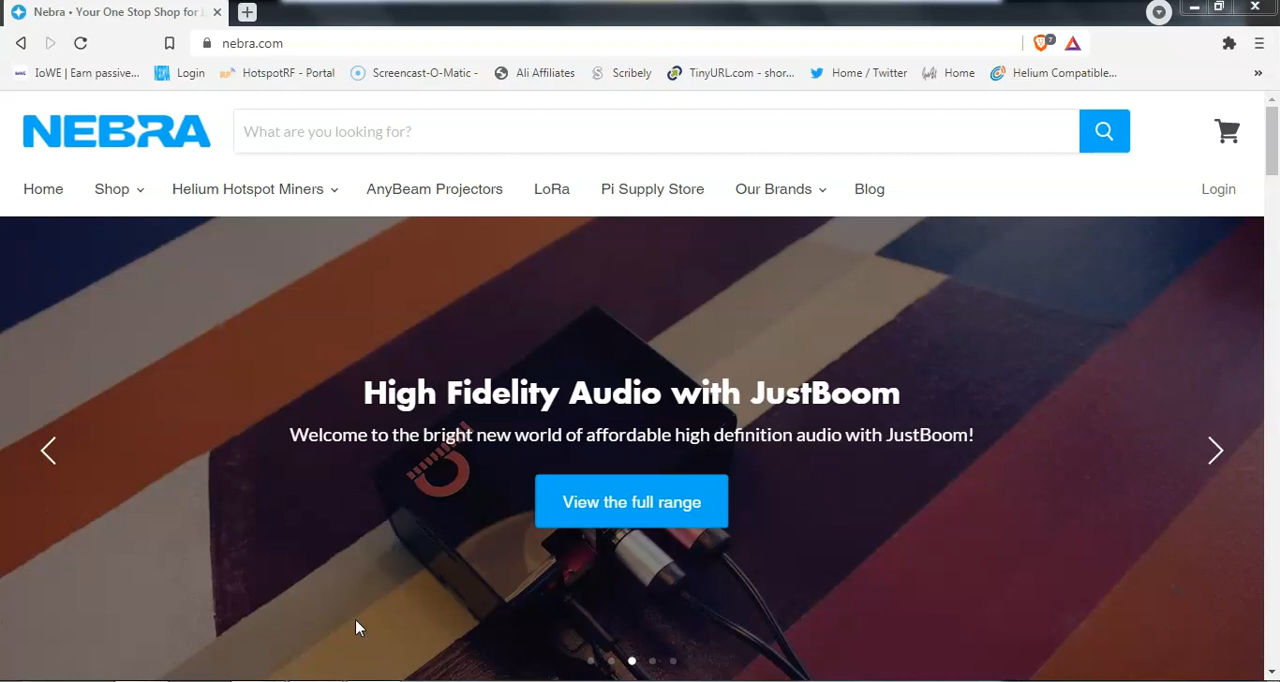 Nebra • Your One Stop Shop for
nebra.com
7
IoWE | Earn passive...
Login
HotspotRF - Portal
Screencast-O-Matic -
Ali Affiliates
Scribely
TinyURL.com - shor...
Home / Twitter
Home
Helium Compatible...
»
NEBRA
What are you looking for?
Home
Shop
Helium Hotspot Miners
AnyBeam Projectors
LoRa
Pi Supply Store
Our Brands
Blog
Login
High Fidelity Audio with JustBoom
Welcome to the bright new world of affordable high definition audio with JustBoom!
View the full range